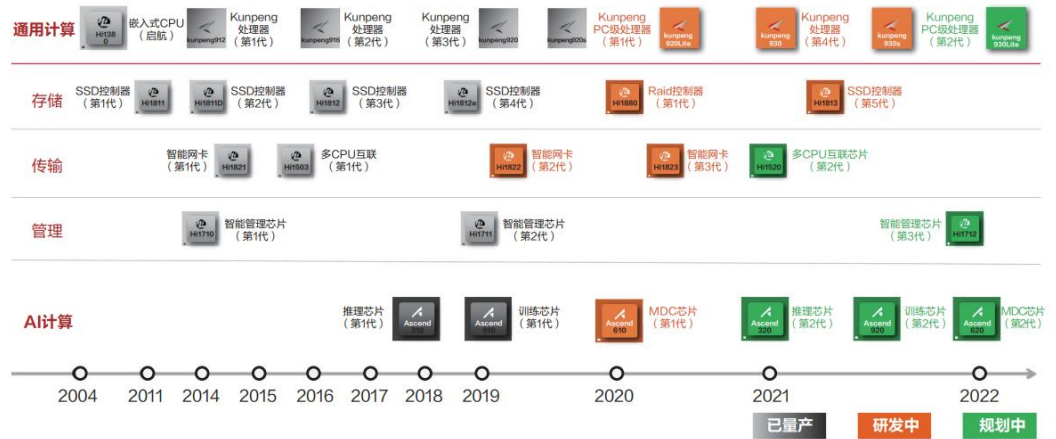 通用计算
Hi138
0
嵌入式CPU
（启航）
kunpeng912
Kunpeng
处理器
（第1代）
kunpeng916
Kunpeng
处理器
（第2代）
Kunpeng
处理器
（第3代）
kunpeng920
kunpeng920s
Kunpeng
PC级处理器
（第1代）
kunpeng
920Lite
kunpeng
930
Kunpeng
处理器
（第4代）
kunpeng
930s
Kunpeng
PC级处理器
（第2代）
kunpeng
930Lite
存储
SSD控制器
（第1代）
Hi1811
Hi1811D
SSD控制器
（第2代）
Hi1812
SSD控制器
（第3代）
Hi1812e
SSD控制器
（第4代）
Hi1880
Raid控制器
（第1代）
Hi1813
SSD控制器
（第5代）
传输
智能网卡
（第1代）
Hi1821
Hi1503
多CPU互联
（第1代）
Hi1822
智能网卡
（第2代）
Hi1823
智能网卡
（第3代）
Hi1520
多CPU互联芯片
（第2代）
管理
Hi1710
智能管理芯片
（第1代）
Hi1711
智能管理芯片
（第2代）
智能管理芯片
（第3代）
Hi1712
AI计算
推理芯片
（第1代）
Ascend
310
Ascend
910
训练芯片
（第1代）
Ascend
610
MDC芯片
（第1代）
Ascend
320
推理芯片
（第2代）
Ascend
920
训练芯片
（第2代）
Ascend
620
MDC芯片
（第2代）
2004 2011 2014 2015 2016 2017 2018 2019 2020 2021 2022
已量产 研发中 规划中